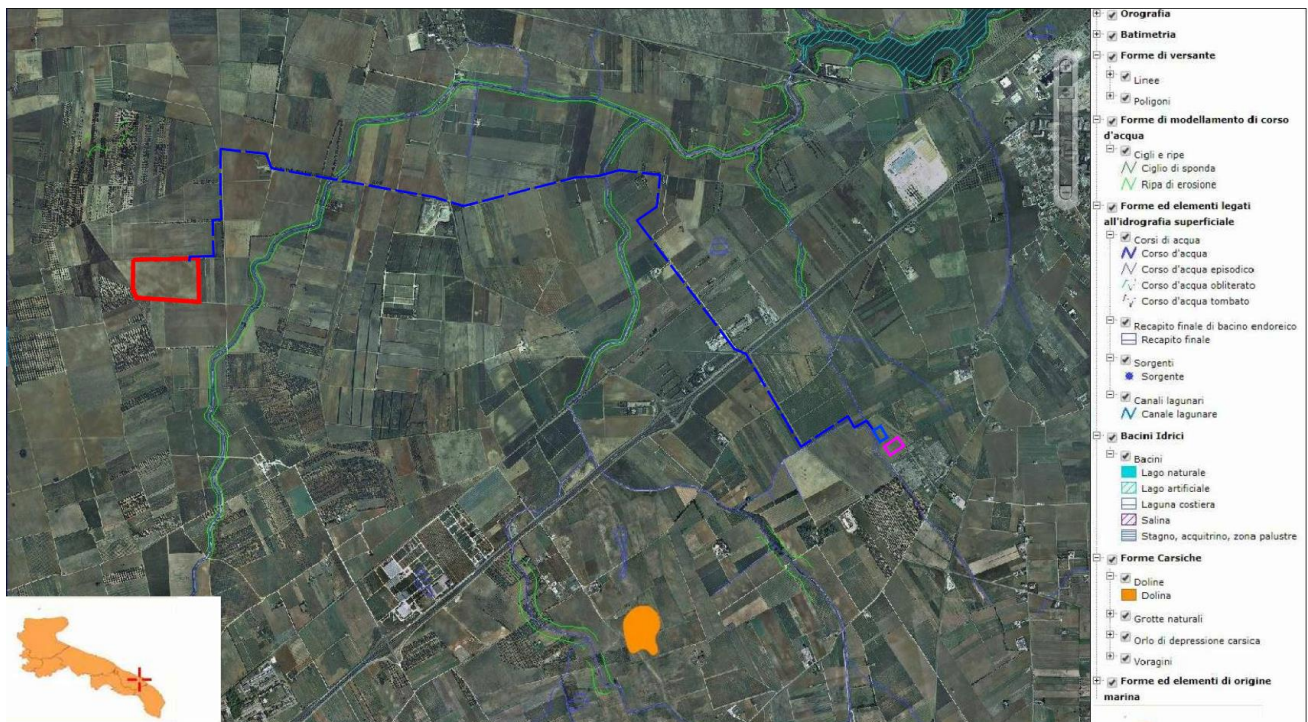 Orografia
Batimetria
Forme di versante
Linee
Poligoni
Forme di modellamento di corso
d'acqua
Cigli e ripe
Ciglio di sponda
Ripa di erosione
Forme ed elementi legati
all'idrografia superficiale
Corsi di acqua
Corso d'acqua
Corso d'acqua episodico
Corso d'acqua obliterato
Corso d'acqua tombato
Recapito finale di bacino endoreico
Recapito finale
Sorgenti
Sorgente
Canali lagunari
Canale lagunare
Bacini Idrici
Bacini
Lago naturale
Lago artificiale
Laguna costiera
Salina
Stagno, acquitrino, zona palustre
Forme Carsiche
Doline
Dolina
Grotte naturali
Orlo di depressione carsica
Voragini
Forme ed elementi di origine
marina